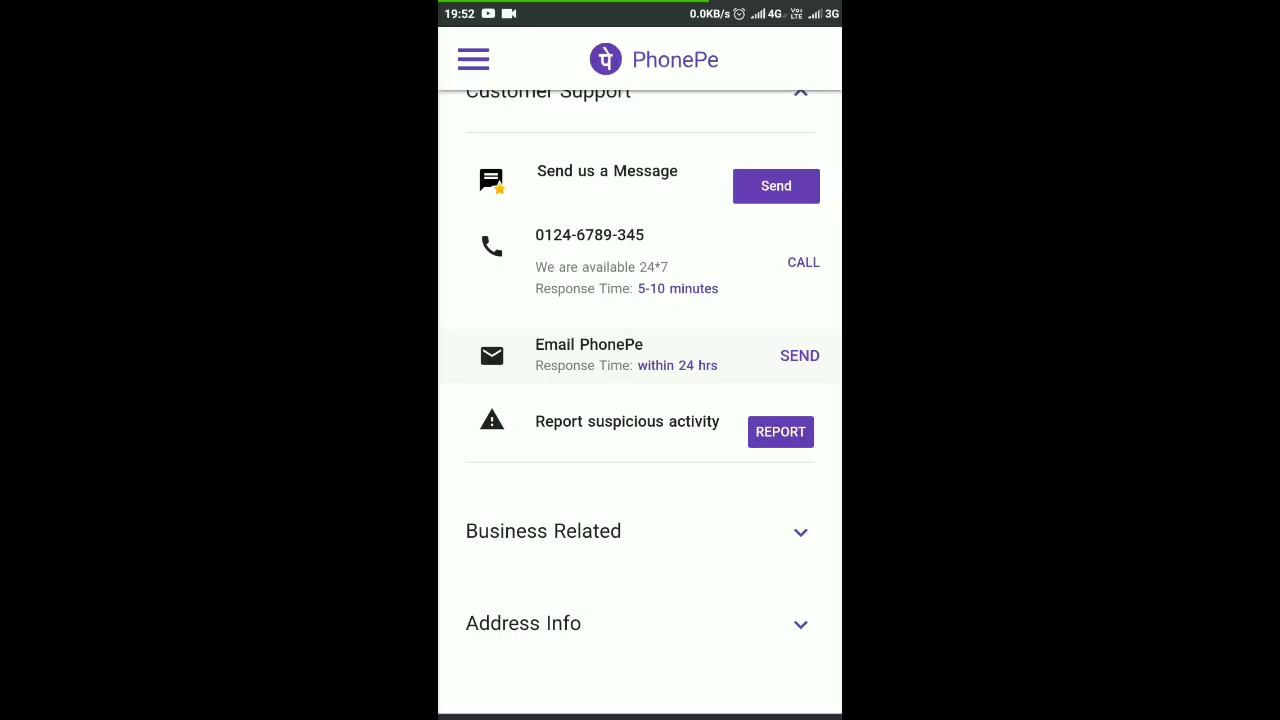 19:52 0.0KB/s 4G VoLTE 3G
पे PhonePe
Customer Support
Send us a Message
Send
0124-6789-345
We are available 24*7
CALL
Response Time: 5-10 minutes
Email PhonePe
SEND
Response Time: within 24 hrs
Report suspicious activity
REPORT
Business Related
Address Info